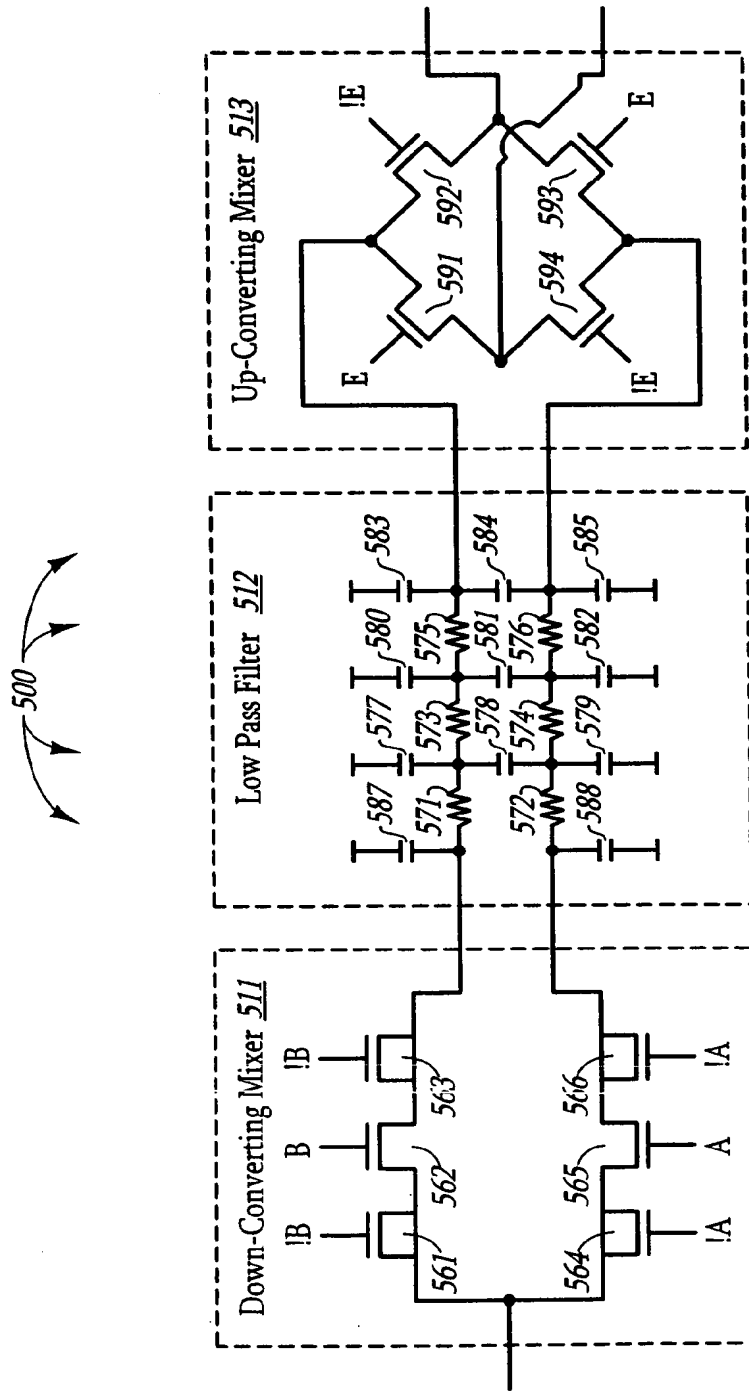 500
Down-Converting Mixer 511
!B
B
!B
561
562
563
564
565
566
!A
A
!A
Low Pass Filter 512
587
577
580
583
571
573
575
578
581
584
572
574
576
588
579
582
585
Up-Converting Mixer 513
E
!E
591
592
594
593
!E
E